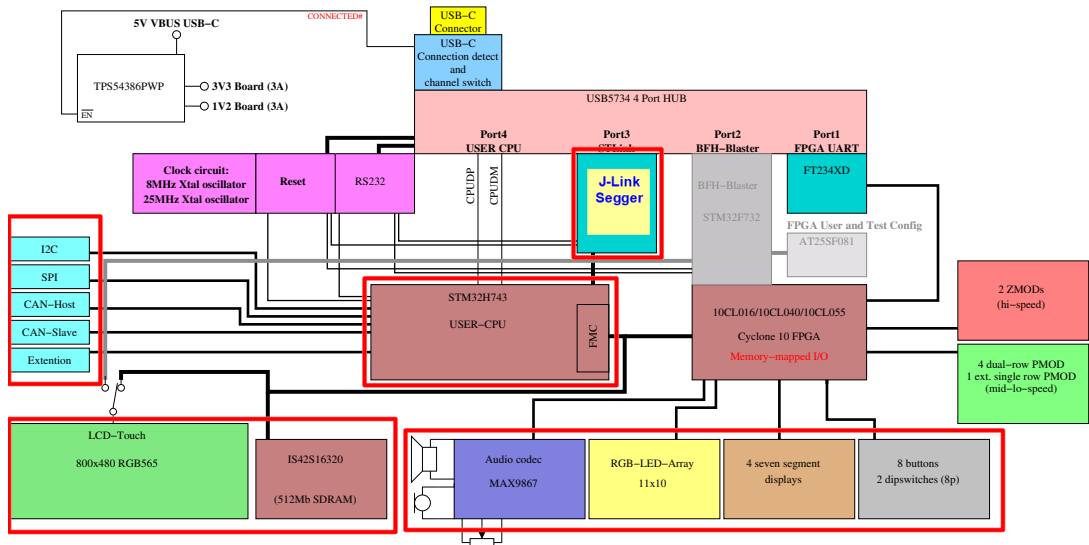 5V VBUS USB-C
CONNECTED#
USB-C
Connector
USB-C
Connection detect
and
channel switch
TPS54386PWP
3V3 Board (3A)
1V2 Board (3A)
EN
USB5734 4 Port HUB
Port4
USER CPU
Port3
STLink
Port2
BFH-Blaster
Port1
FPGA UART
Clock circuit:
8MHz Xtal oscillator
25MHz Xtal oscillator
Reset
RS232
CPUDP
CPUDM
J-Link
Segger
BFH-Blaster
STM32F732
FT234XD
FPGA User and Test Config
AT25SF081
I2C
SPI
CAN-Host
CAN-Slave
Extention
STM32H743
USER-CPU
FMC
10CL016/10CL040/10CL055
Cyclone 10 FPGA
Memory-mapped I/O
2 ZMODs
(hi-speed)
4 dual-row PMOD
1 ext. single row PMOD
(mid-lo-speed)
LCD-Touch
800x480 RGB565
IS42S16320
(512Mb SDRAM)
Audio codec
MAX9867
RGB-LED-Array
11x10
4 seven segment
displays
8 buttons
2 dipswitches (8p)